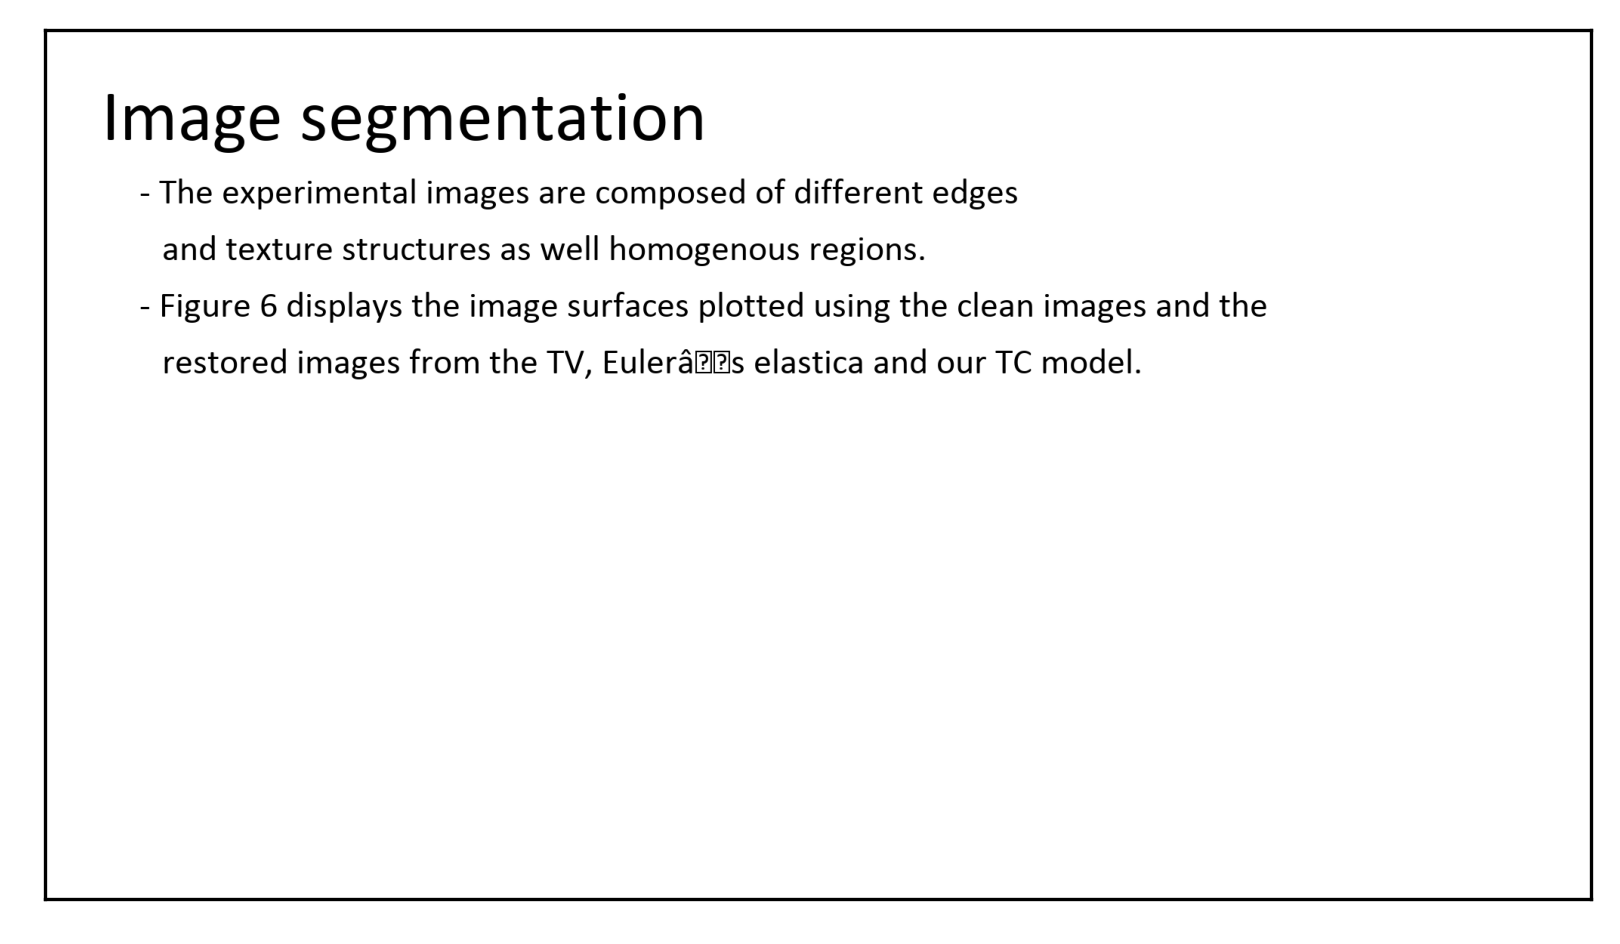 Image segmentation
- The experimental images are composed of different edges
and texture structures as well homogenous regions.
- Figure 6 displays the image surfaces plotted using the clean images and the
restored images from the TV, Eulerâ��s elastica and our TC model.